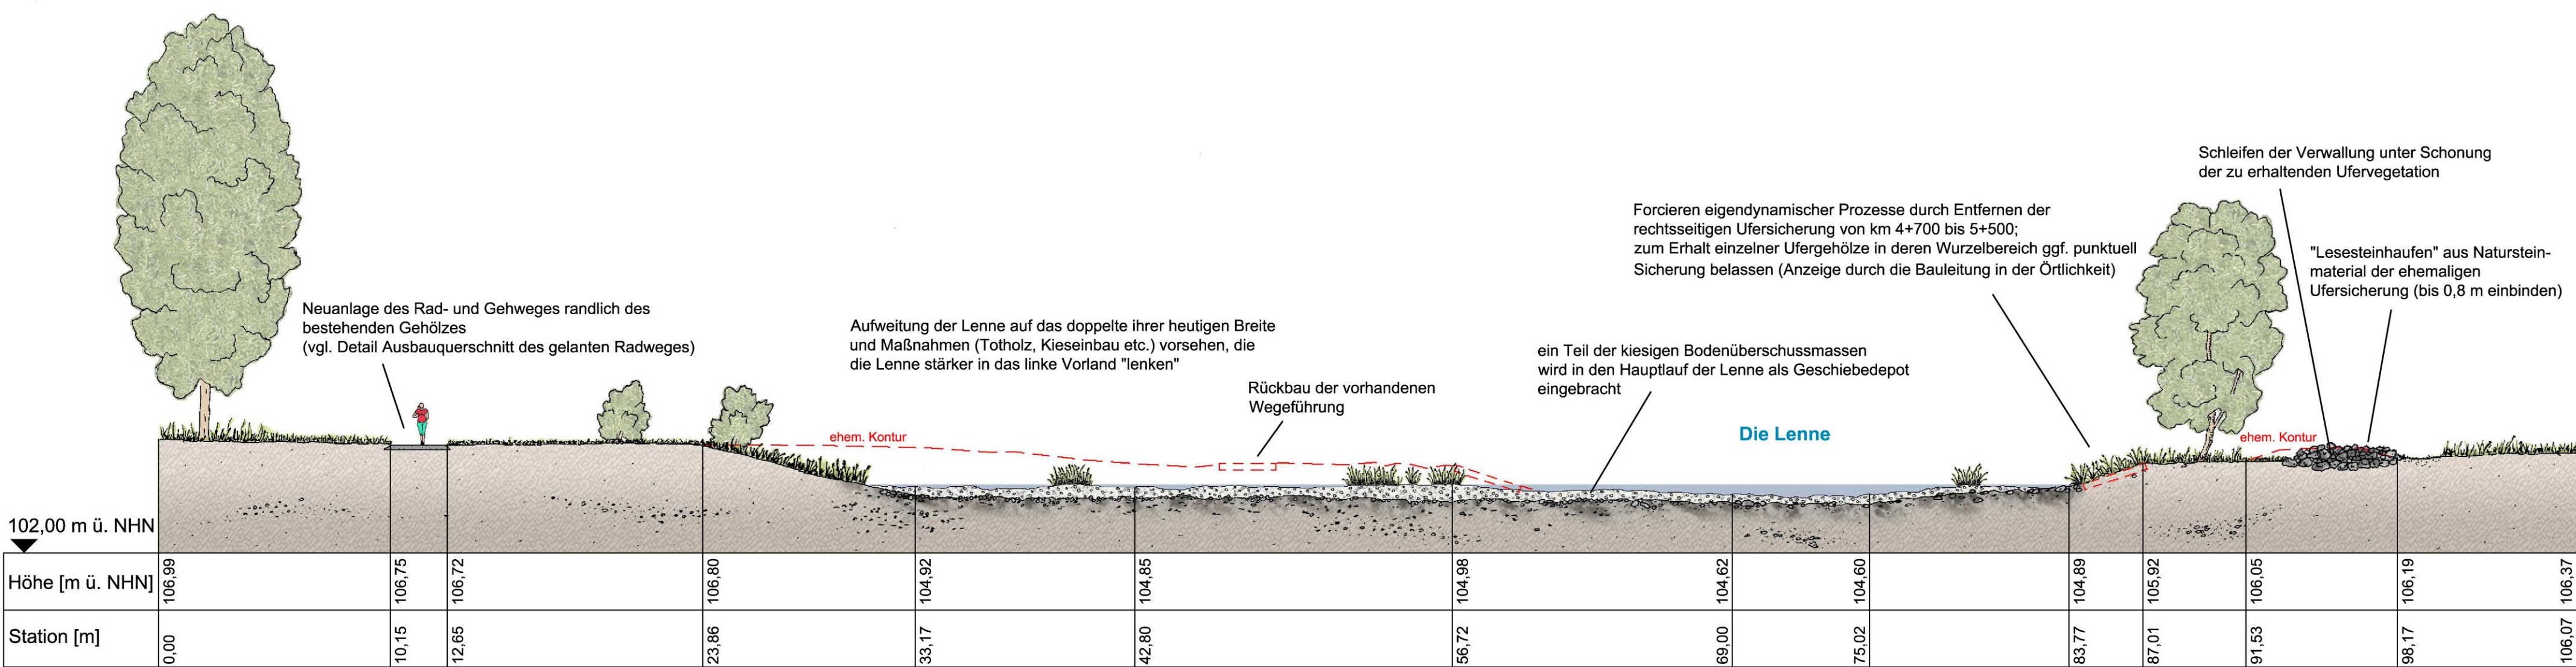 Schleifen der Verwallung unter Schonung
der zu erhaltenden Ufervegetation
Forcieren eigendynamischer Prozesse durch Entfernen der
rechtsseitigen Ufersicherung von km 4+700 bis 5+500;
zum Erhalt einzelner Ufergehölze in deren Wurzelbereich ggf. punktuell
Sicherung belassen (Anzeige durch die Bauleitung in der Örtlichkeit)
"Lesesteinhaufen" aus Naturstein-
material der ehemaligen
Ufersicherung (bis 0,8 m einbinden)
Neuanlage des Rad- und Gehweges randlich des
bestehenden Gehölzes
(vgl. Detail Ausbauquerschnitt des gelanten Radweges)
Aufweitung der Lenne auf das doppelte ihrer heutigen Breite
und Maßnahmen (Totholz, Kieseinbau etc.) vorsehen, die
die Lenne stärker in das linke Vorland "lenken"
Rückbau der vorhandenen
Wegeführung
ein Teil der kiesigen Bodenüberschussmassen
wird in den Hauptlauf der Lenne als Geschiebedepot
eingebracht
Die Lenne
ehem. Kontur
ehem. Kontur
102,00 m ü. NHN
Höhe [m ü. NHN] 106,99 106,75 106,72 106,80 104,92 104,85 104,98 104,62 104,60 104,89 105,92 106,05 106,19 106,37
Station [m] 0,00 10,15 12,65 23,86 33,17 42,80 56,72 69,00 75,02 83,77 87,01 91,53 98,17 106,07